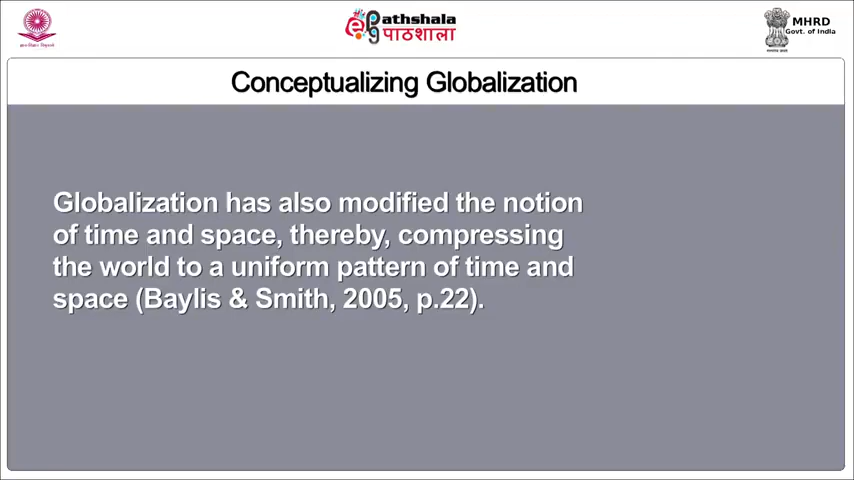 Pathshala
पाठशाला
MHRD
Govt. of India
Conceptualizing Globalization
Globalization has also modified the notion
of time and space, thereby, compressing
the world to a uniform pattern of time and
space (Baylis & Smith, 2005, p.22).